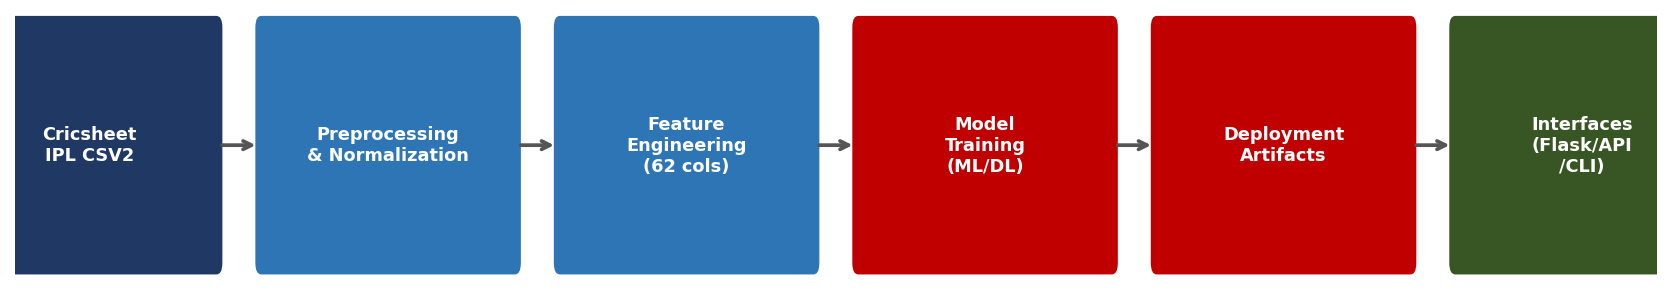 Cricsheet
IPL CSV2
Preprocessing
& Normalization
Feature
Engineering
(62 cols)
Model
Training
(ML/DL)
Deployment
Artifacts
Interfaces
(Flask/API
/CLI)